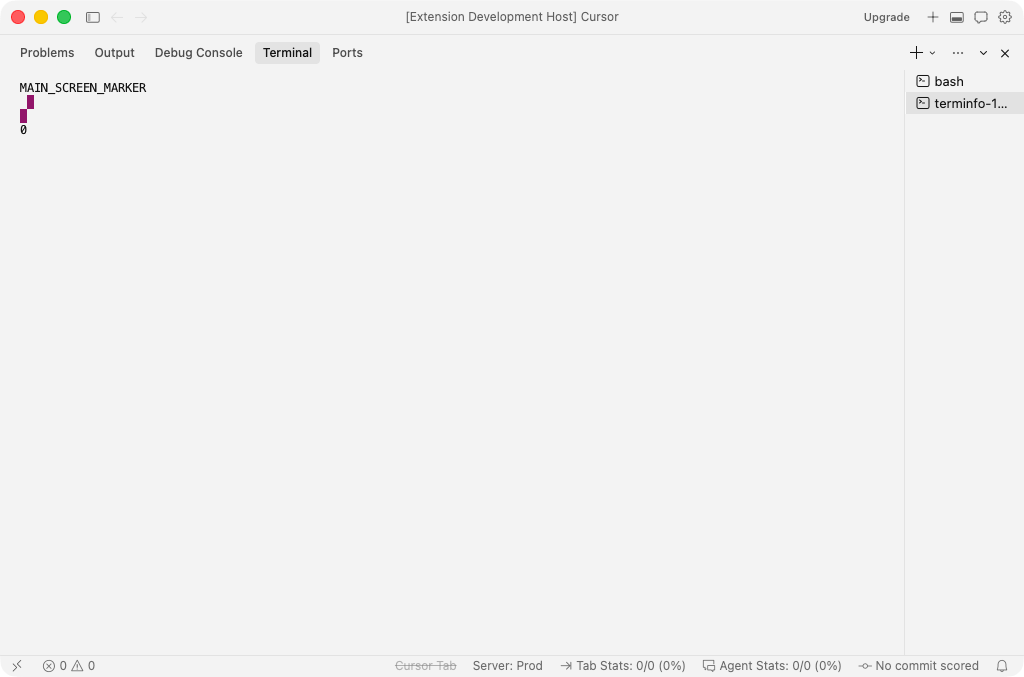 [Extension Development Host] Cursor
Upgrade
Problems Output Debug Console Terminal Ports
MAIN_SCREEN_MARKER
0
bash
terminfo-1...
0 0 Cursor Tab Server: Prod Tab Stats: 0/0 (0%) Agent Stats: 0/0 (0%) No commit scored